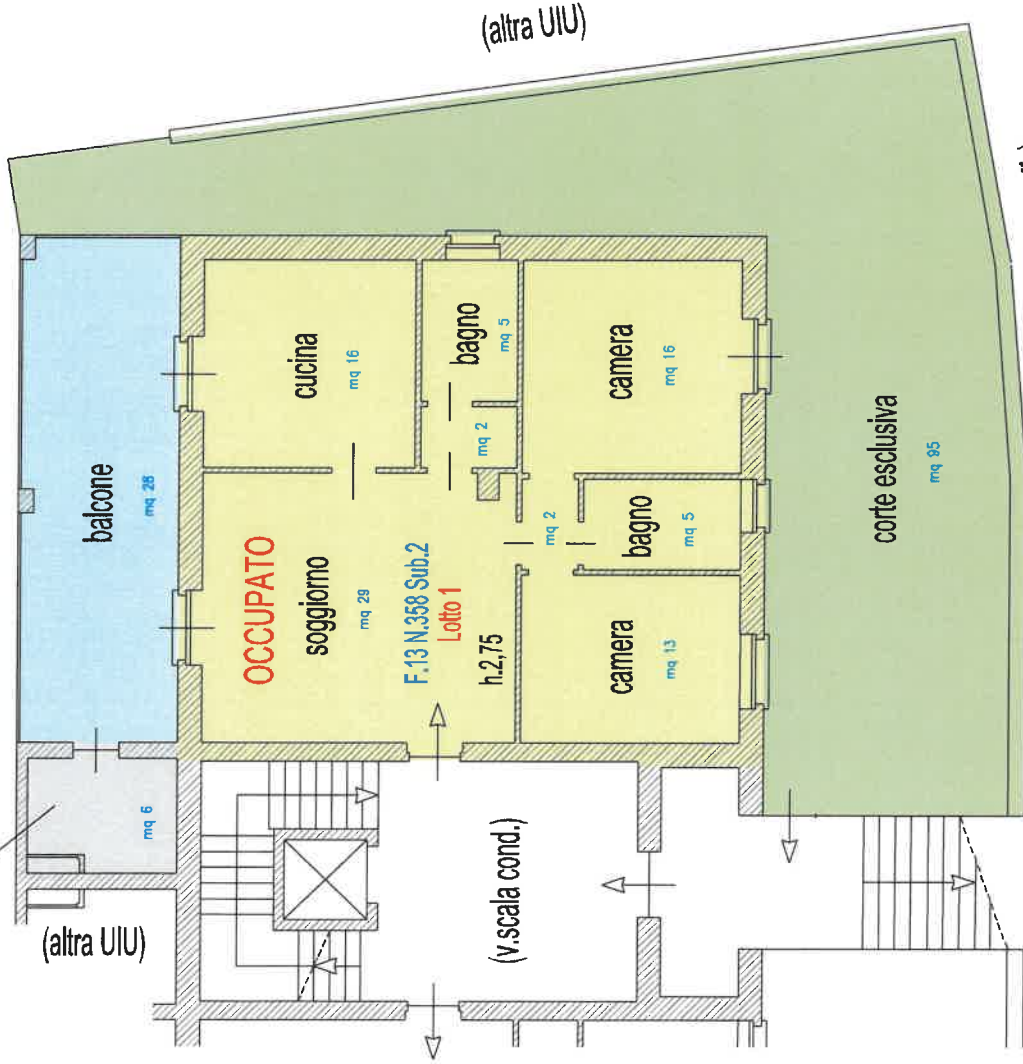 (altra UIU)
balcone
mq 28
cucina
mq 16
bagno
mq 5
mq 2
OCCUPATO
soggiorno
mq 29
F.13 N.358 Sub.2
Lotto 1
h.2,75
camera
mq 16
mq 2
bagno
mq 5
camera
mq 13
corte esclusiva
mq 95
mq 6
(altra UIU)
(v.scala cond.)